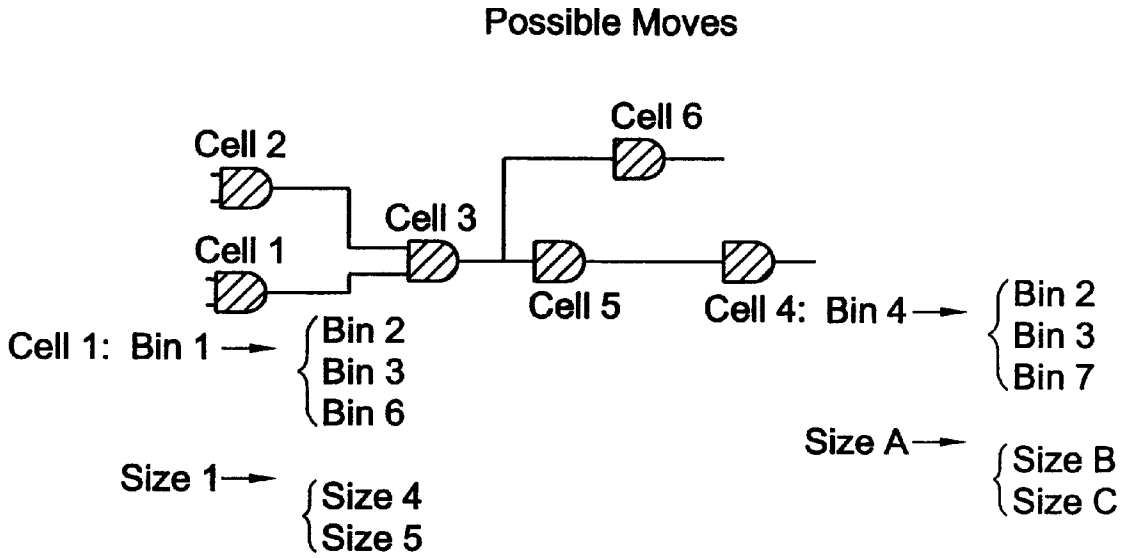 Possible Moves
Cell 6
Cell 2
Cell 3
Cell 1
Cell 5
Cell 4: Bin 4
Bin 2
Bin 3
Bin 7
Cell 1: Bin 1
Bin 2
Bin 3
Bin 6
Size A
Size B
Size C
Size 1
Size 4
Size 5